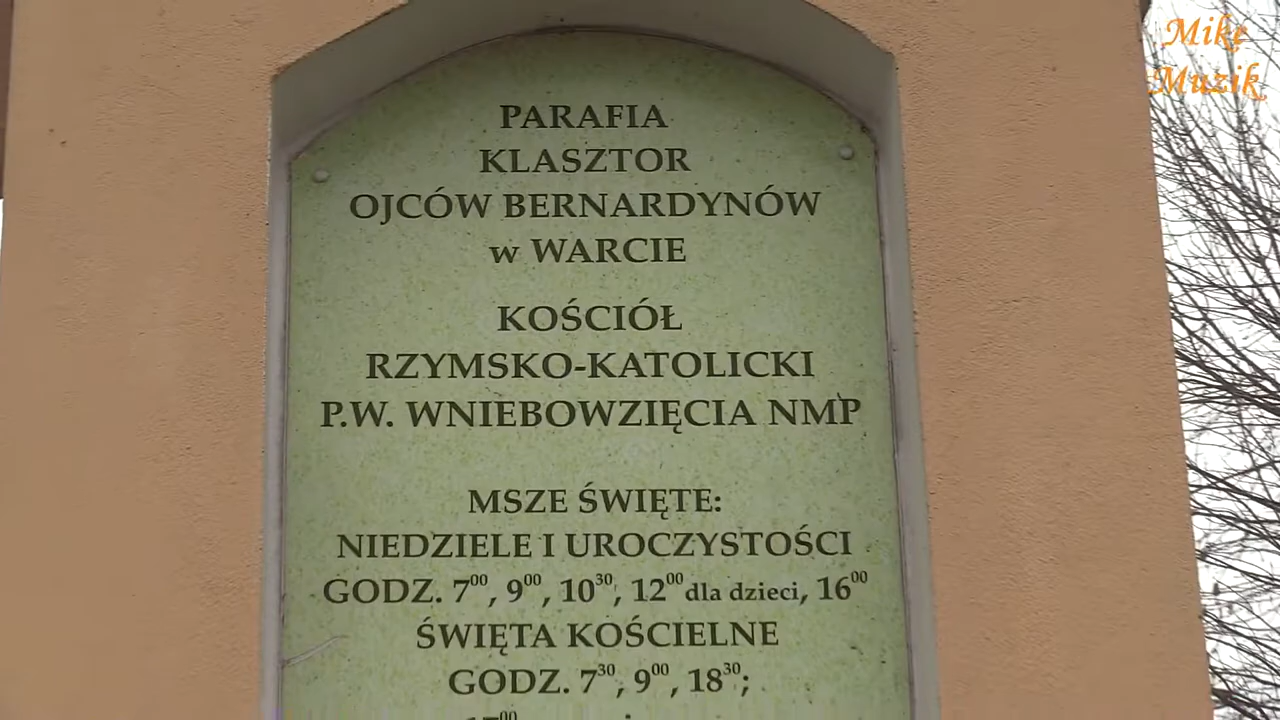 PARAFIA
KLASZTOR
OJCÓW BERNARDYNÓW
w WARCIE
KOŚCIÓŁ
RZYMSKO-KATOLICKI
P.W. WNIEBOWZIĘCIA NMP
MSZE ŚWIĘTE:
NIEDZIELE I UROCZYSTOŚCI
GODZ. 7⁰⁰, 9⁰⁰, 10³⁰, 12⁰⁰ dla dzieci, 16⁰⁰
ŚWIĘTA KOŚCIELNE
GODZ. 7³⁰, 9⁰⁰, 18³⁰;
Mike
Muzik